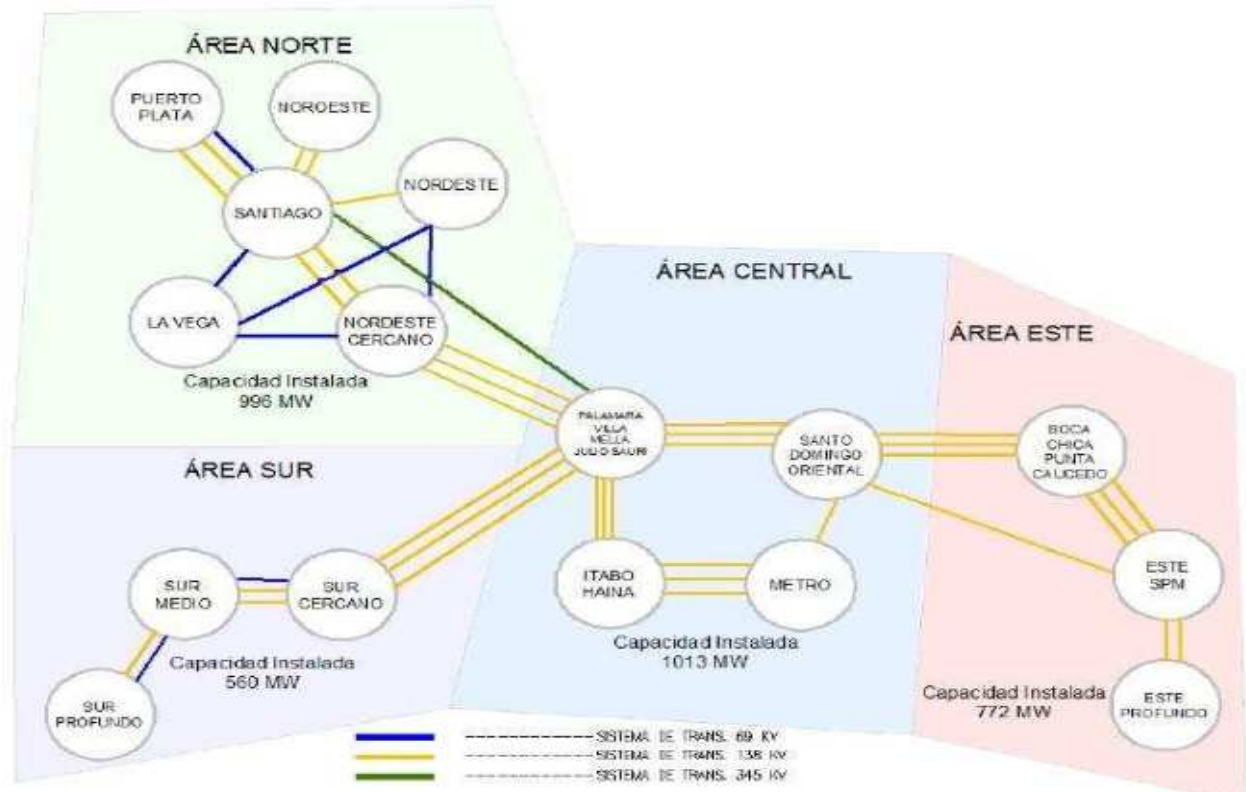 ÁREA NORTE
PUERTO
PLATA
NOROESTE
NORDESTE
SANTIAGO
LA VEGA
NORDESTE
CERCANO
Capacidad Instalada
996 MW
ÁREA CENTRAL
PALAMARA
VILLA
MELLA
JULIO SAURI
SANTO
DOMINGO
ORIENTAL
ITABO
HAINA
METRO
Capacidad Instalada
1013 MW
ÁREA ESTE
BOCA
CHICA
PUNTA
CAUCEDO
ESTE
SPM
ESTE
PROFUNDO
Capacidad Instalada
772 MW
ÁREA SUR
SUR
MEDIO
SUR
CERCANO
Capacidad Instalada
560 MW
SUR
PROFUNDO
SISTEMA DE TRANS. 69 KV
SISTEMA DE TRANS. 138 KV
SISTEMA DE TRANS. 345 KV